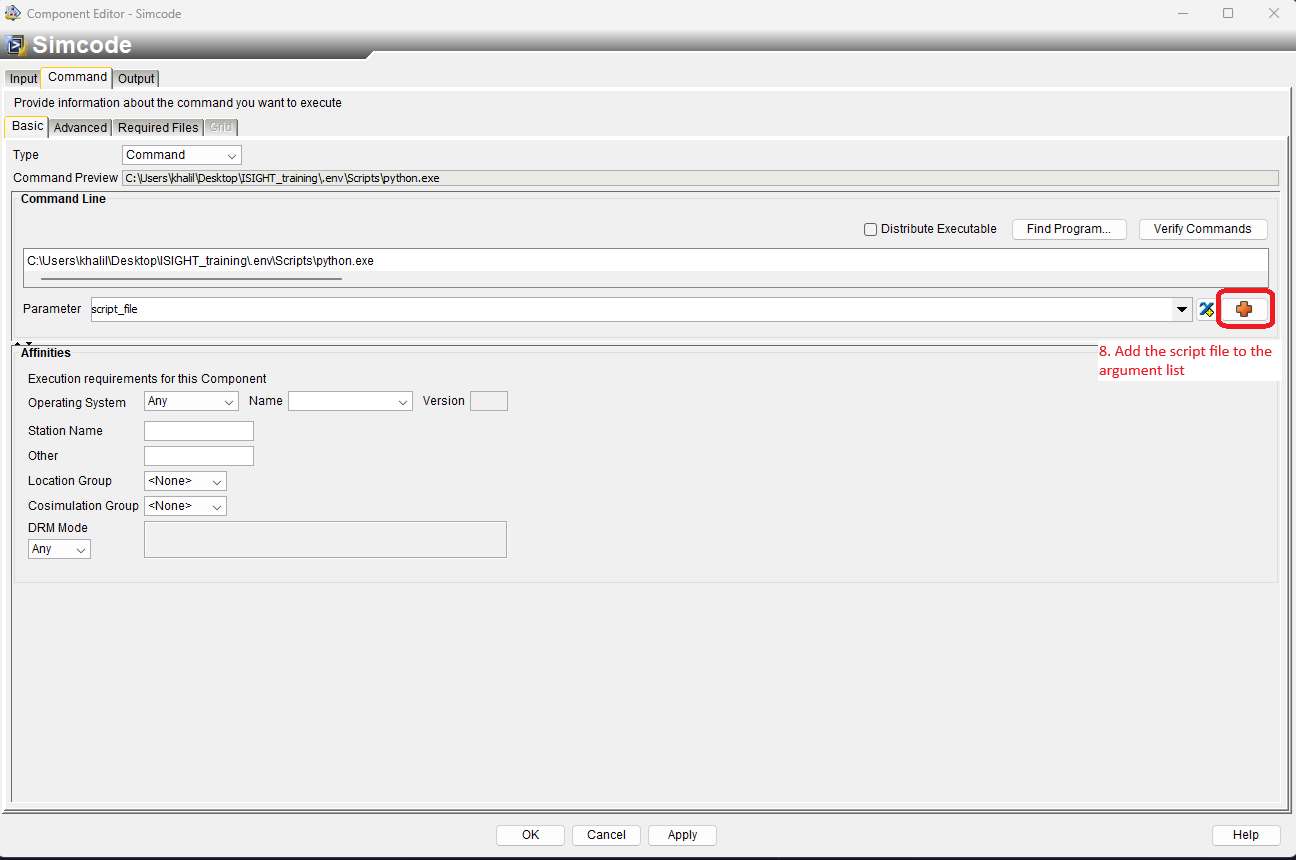 Component Editor - Simcode
Simcode
Input Command Output
Provide information about the command you want to execute
Basic Advanced Required Files Grid
Type Command
Command Preview C:\Users\khalil\Desktop\ISIGHT_training\.env\Scripts\python.exe
Command Line
Distribute Executable Find Program... Verify Commands
C:\Users\khalil\Desktop\ISIGHT_training\.env\Scripts\python.exe
Parameter script_file
8. Add the script file to the
argument list
Affinities
Execution requirements for this Component
Operating System Any Name Version
Station Name
Other
Location Group <None>
Cosimulation Group <None>
DRM Mode
Any
OK Cancel Apply Help